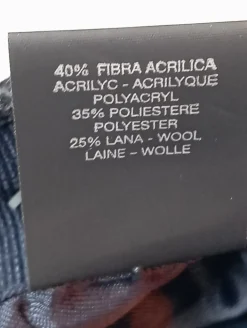 40% FIBRA ACRILICA
ACRILYC - ACRILYQUE
POLYACRYL
35% POLIESTERE
POLYESTER
25% LANA - WOOL
LAINE - WOLLE